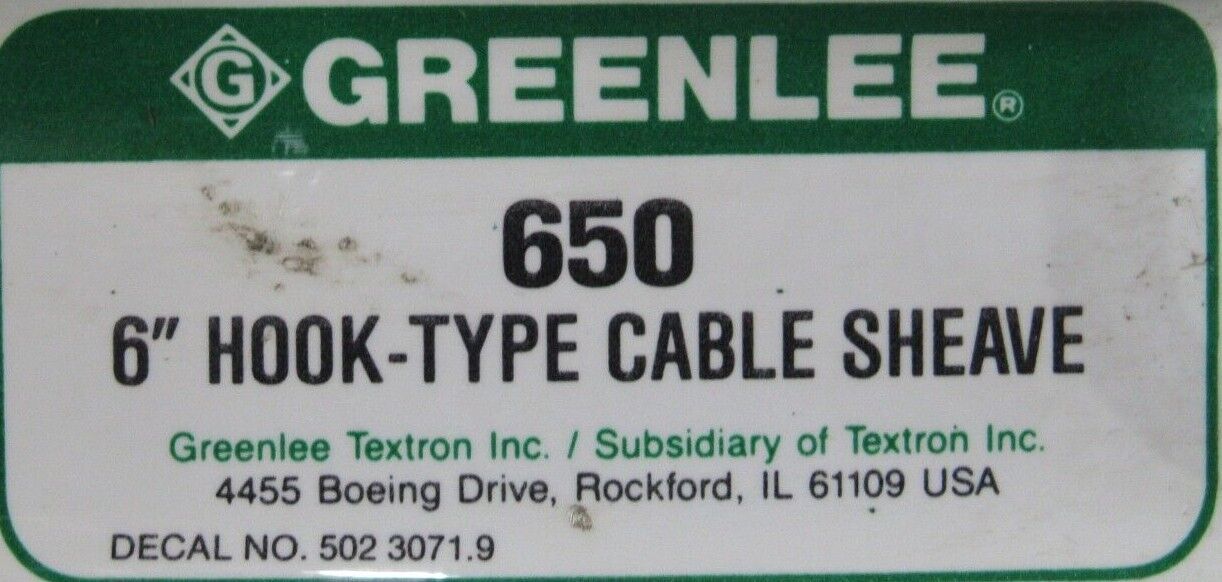 G GREENLEE®
650
6" HOOK-TYPE CABLE SHEAVE
Greenlee Textron Inc. / Subsidiary of Textron Inc.
4455 Boeing Drive, Rockford, IL 61109 USA
DECAL NO. 502 3071.9